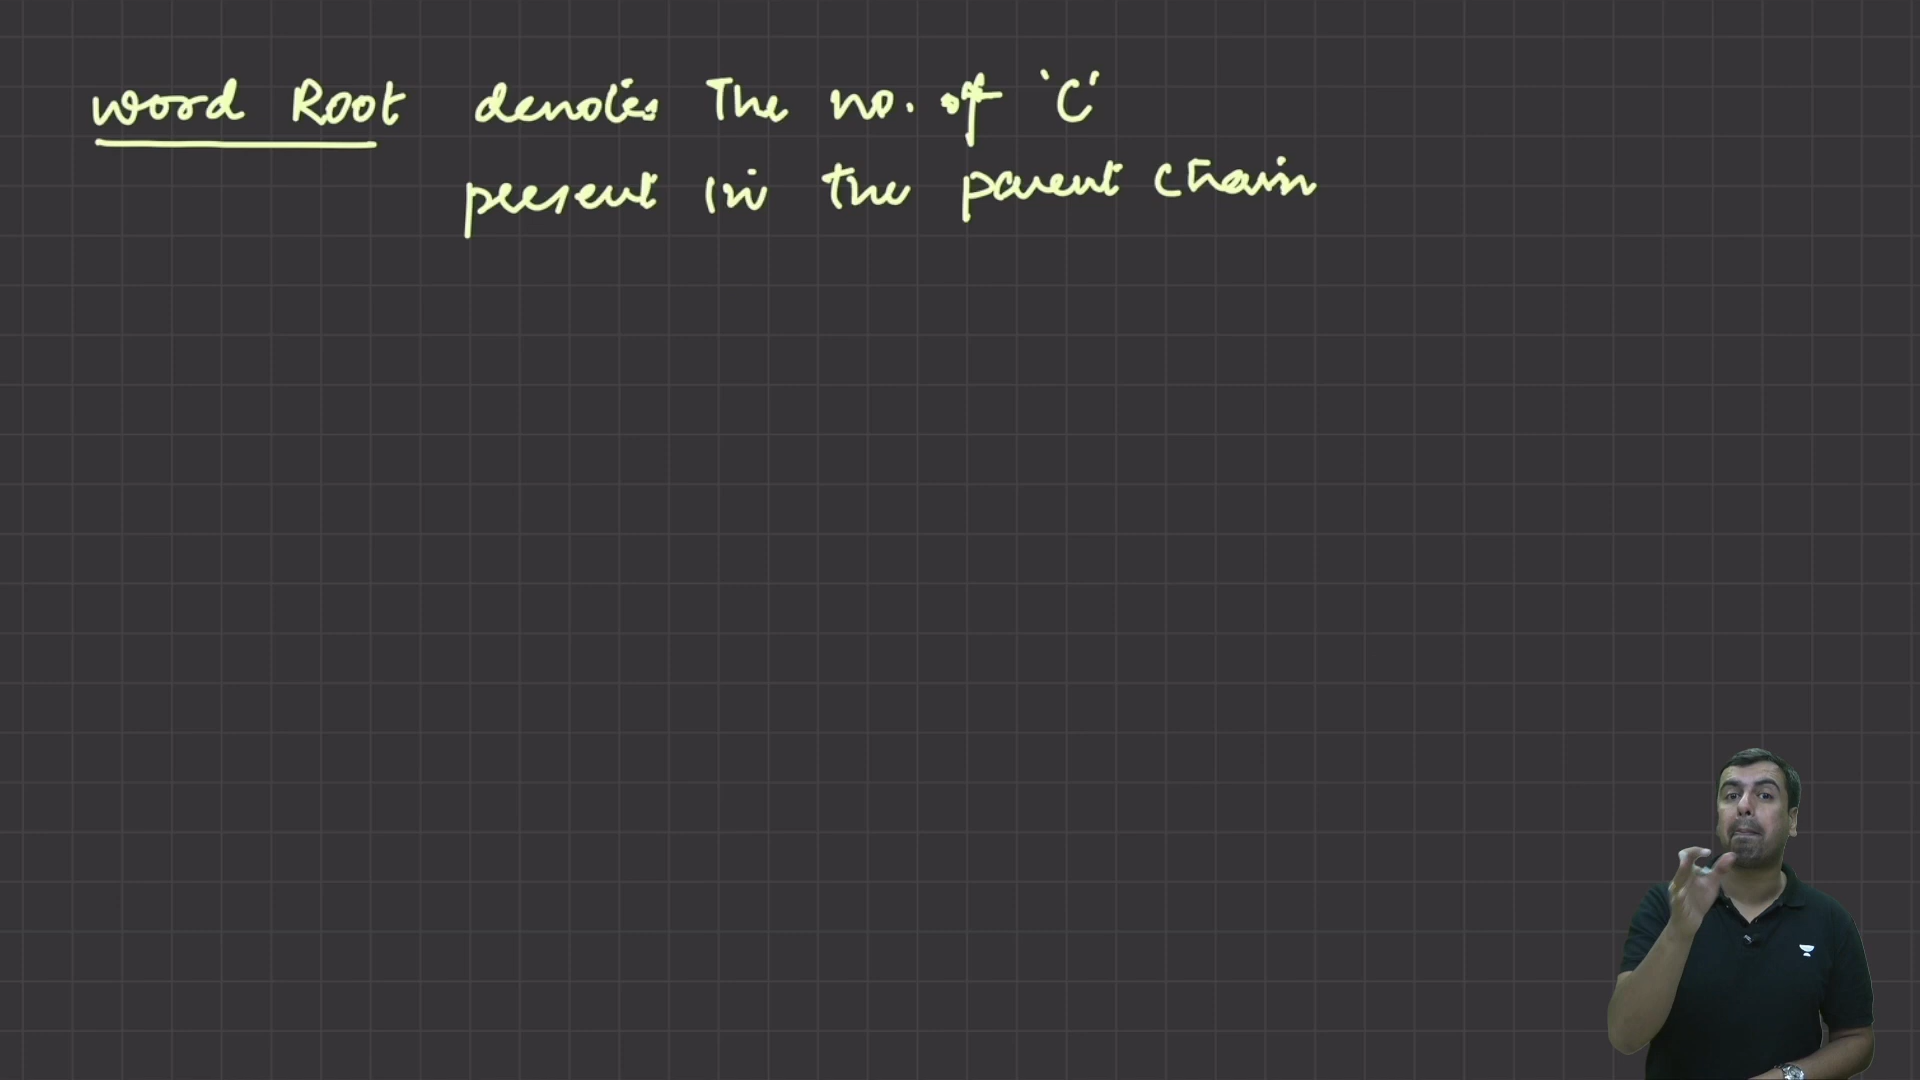 word Root denotes The no. of 'C'
present in the parent chain